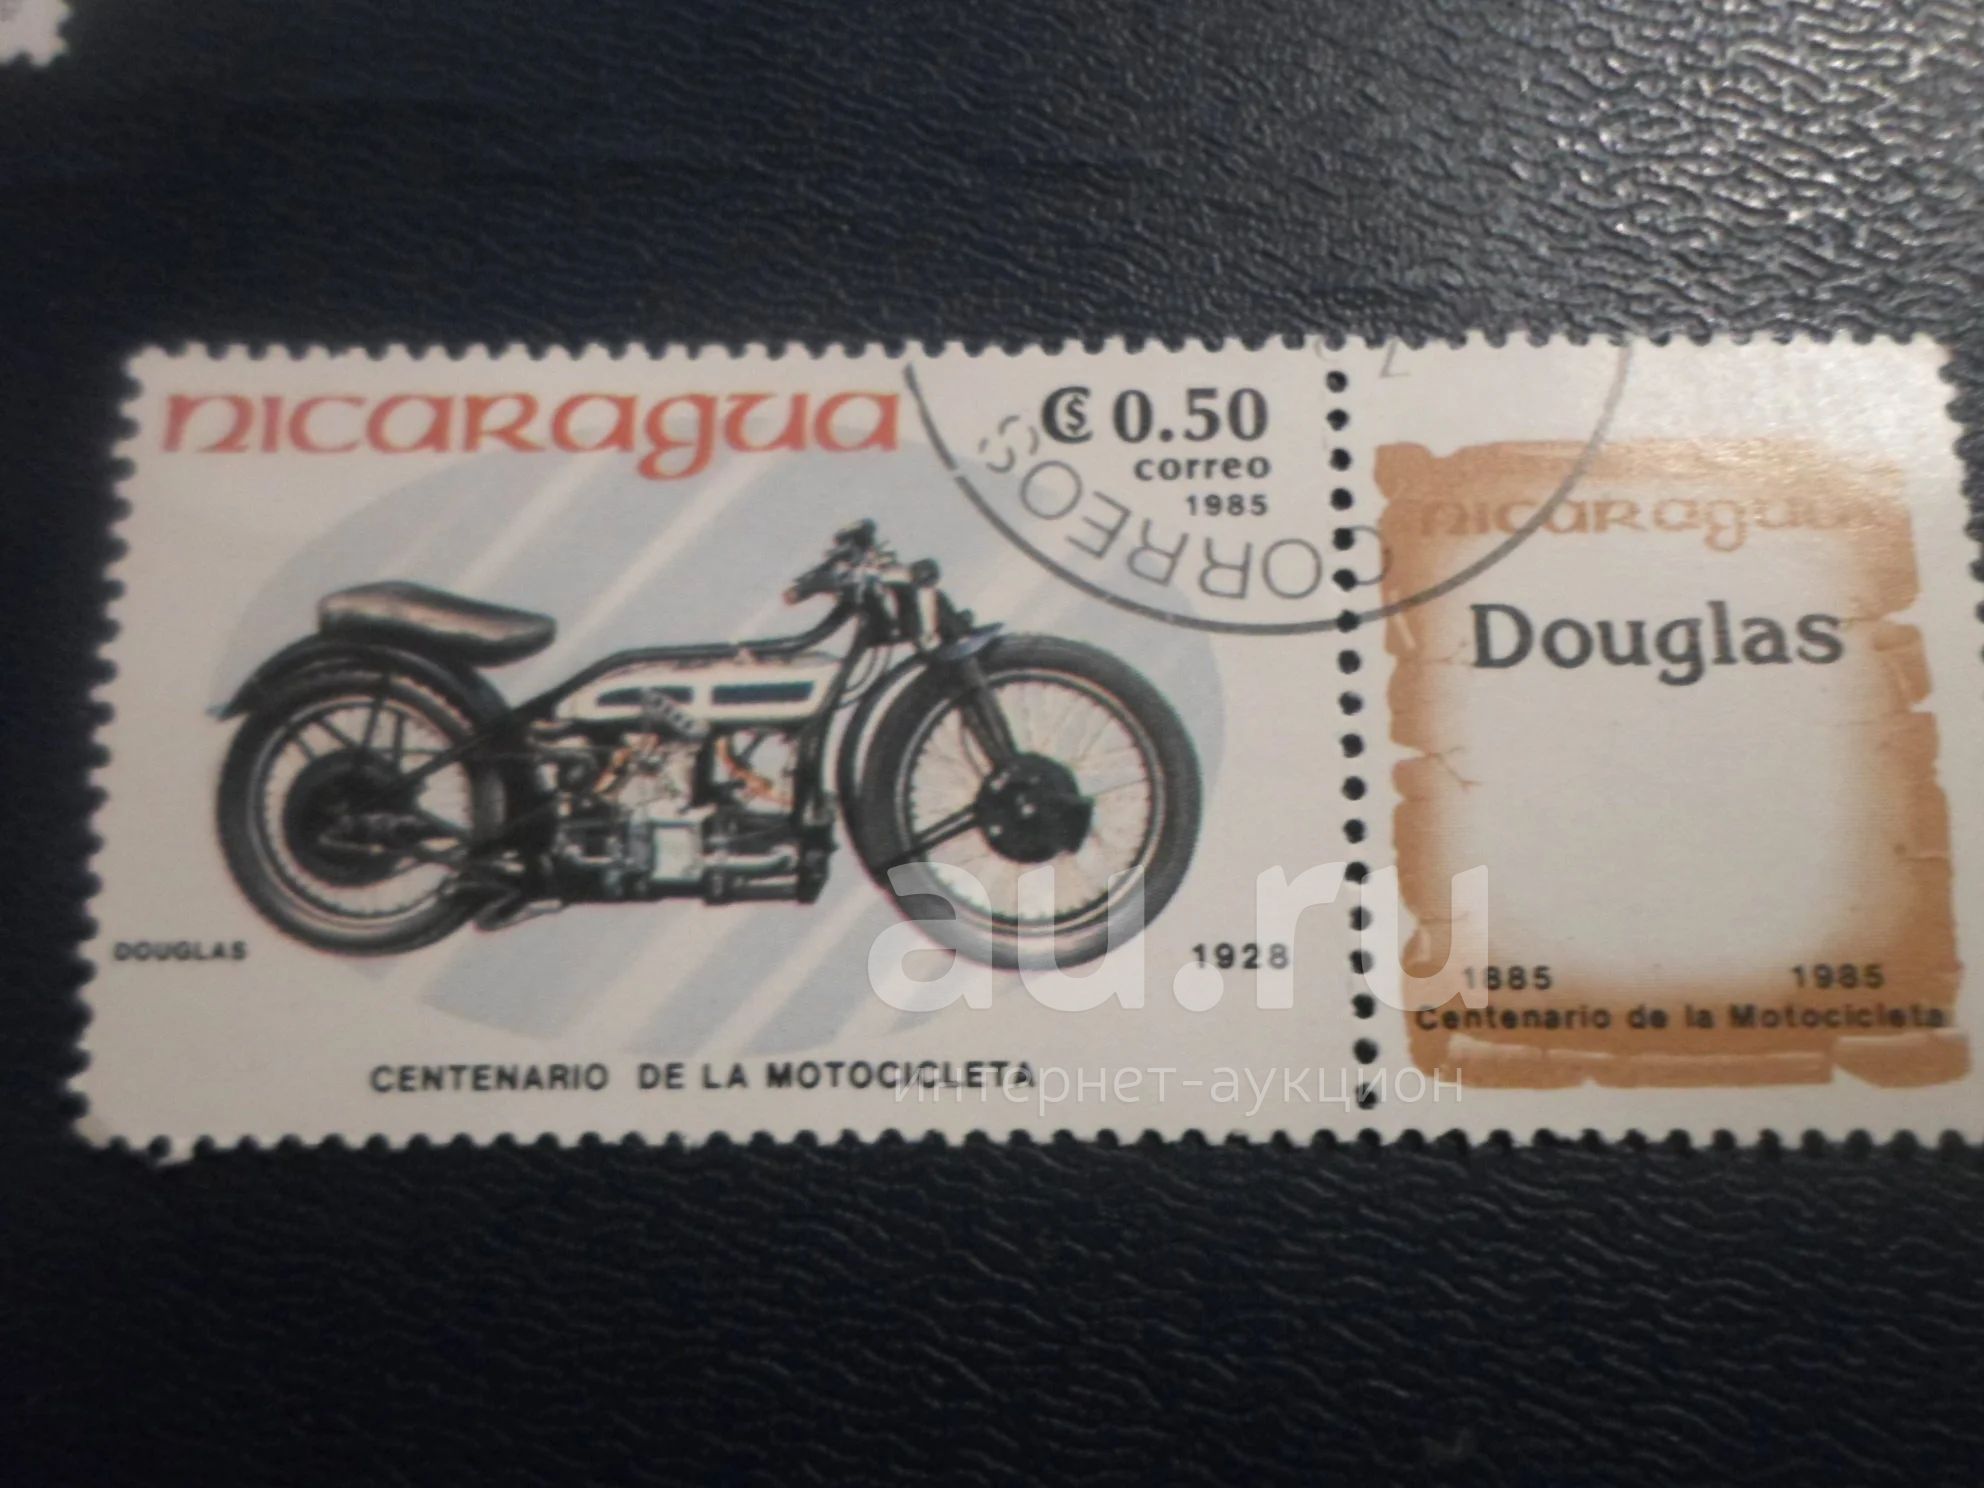 nicaragua
C$ 0.50
correo
1985
CORREOS
DOUGLAS
1928
CENTENARIO DE LA MOTOCICLETA
nicaragua
Douglas
1885 1985
Centenario de la Motocicleta
au.ru
интернет-аукцион